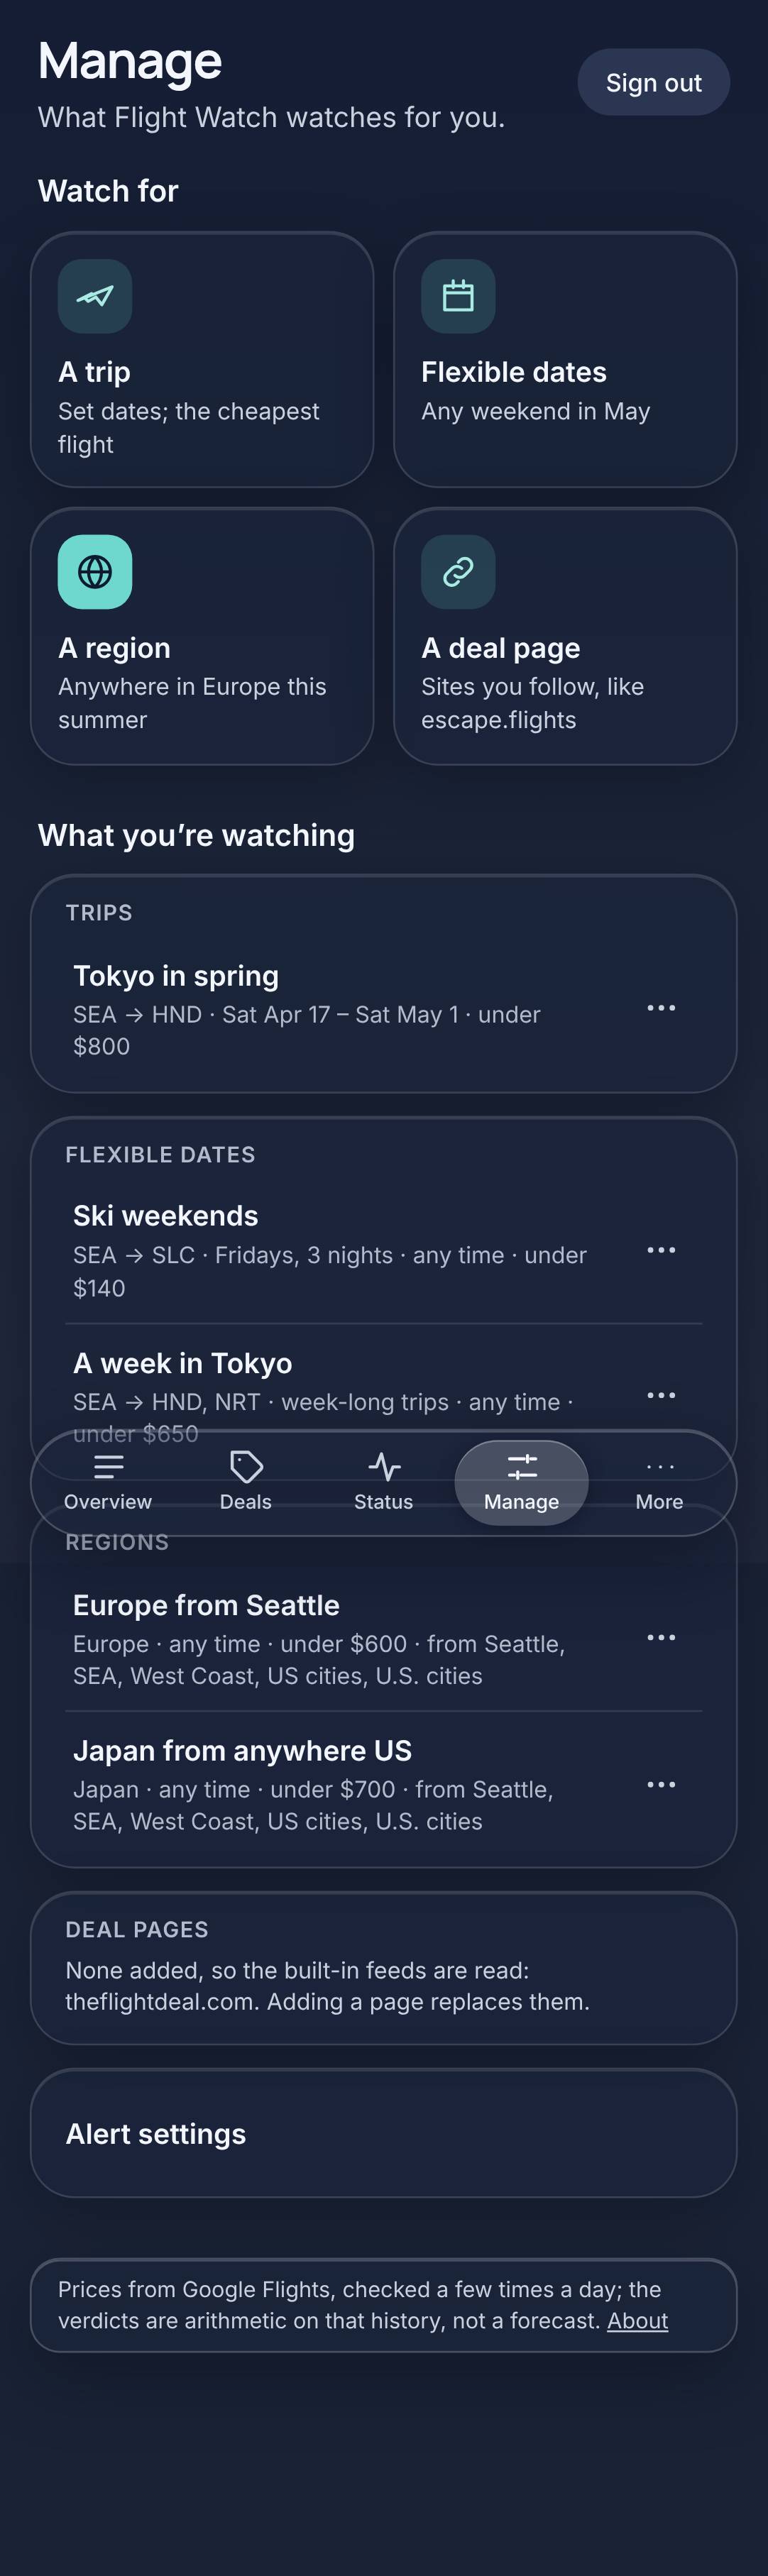 Manage
Sign out
What Flight Watch watches for you.
Watch for
A trip
Set dates; the cheapest
flight
Flexible dates
Any weekend in May
A region
Anywhere in Europe this
summer
A deal page
Sites you follow, like
escape.flights
What you’re watching
TRIPS
Tokyo in spring
SEA → HND · Sat Apr 17 – Sat May 1 · under
$800
FLEXIBLE DATES
Ski weekends
SEA → SLC · Fridays, 3 nights · any time · under
$140
A week in Tokyo
SEA → HND, NRT · week-long trips · any time ·
under $650
Overview
Deals
Status
Manage
More
REGIONS
Europe from Seattle
Europe · any time · under $600 · from Seattle,
SEA, West Coast, US cities, U.S. cities
Japan from anywhere US
Japan · any time · under $700 · from Seattle,
SEA, West Coast, US cities, U.S. cities
DEAL PAGES
None added, so the built-in feeds are read:
theflightdeal.com. Adding a page replaces them.
Alert settings
Prices from Google Flights, checked a few times a day; the
verdicts are arithmetic on that history, not a forecast. About